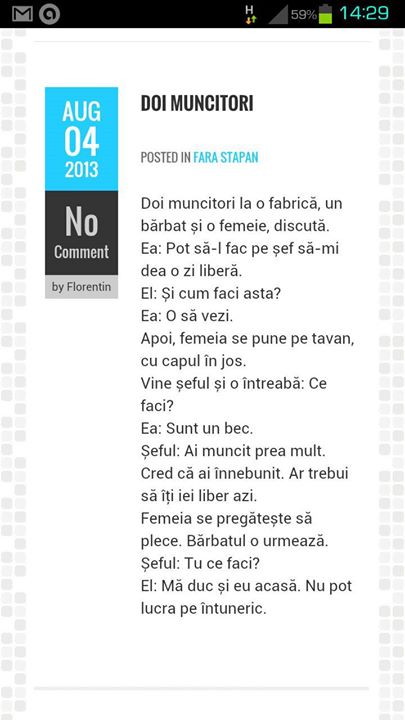 H 59% 14:29
AUG
04
2013
No
Comment
by Florentin
DOI MUNCITORI
POSTED IN FARA STAPAN
Doi muncitori la o fabrică, un
bărbat și o femeie, discută.
Ea: Pot să-l fac pe șef să-mi
dea o zi liberă.
El: Și cum faci asta?
Ea: O să vezi.
Apoi, femeia se pune pe tavan,
cu capul în jos.
Vine șeful și o întreabă: Ce
faci?
Ea: Sunt un bec.
Șeful: Ai muncit prea mult.
Cred că ai înnebunit. Ar trebui
să îți iei liber azi.
Femeia se pregătește să
plece. Bărbatul o urmează.
Șeful: Tu ce faci?
El: Mă duc și eu acasă. Nu pot
lucra pe întuneric.